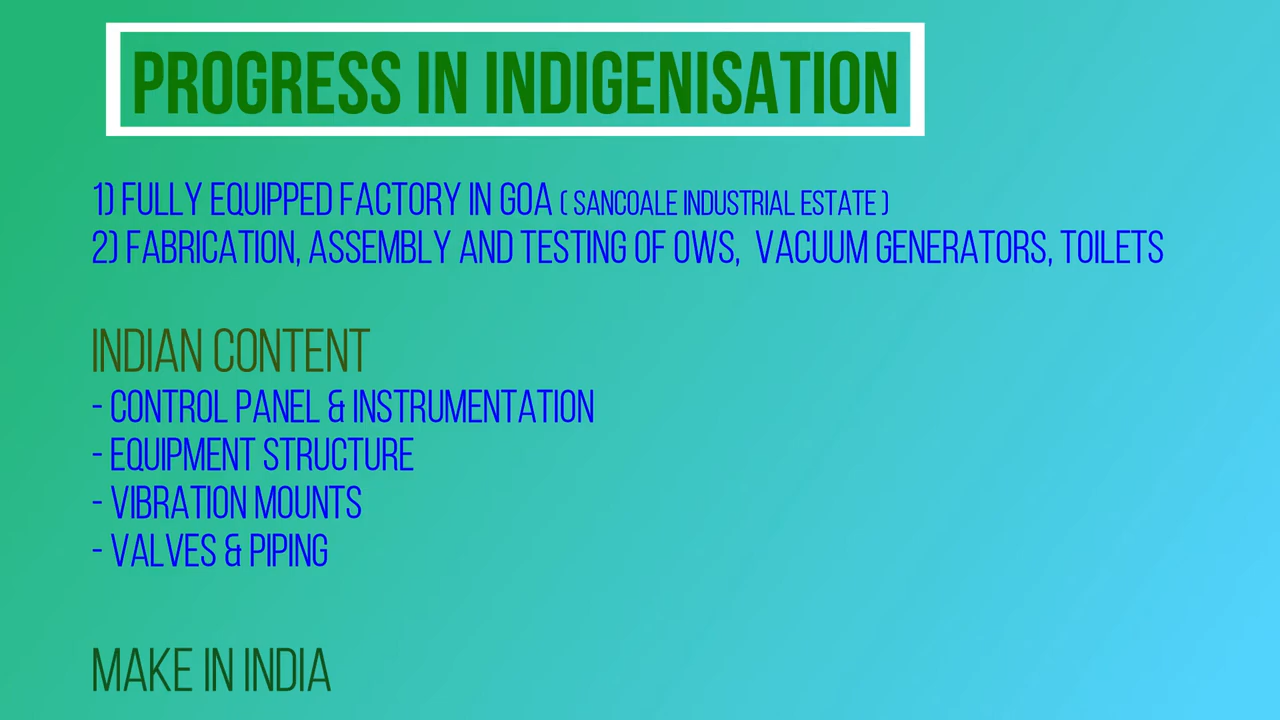 PROGRESS IN INDIGENISATION
1) FULLY EQUIPPED FACTORY IN GOA ( SANCOALE INDUSTRIAL ESTATE )
2) FABRICATION, ASSEMBLY AND TESTING OF OWS, VACUUM GENERATORS, TOILETS
INDIAN CONTENT
- CONTROL PANEL & INSTRUMENTATION
- EQUIPMENT STRUCTURE
- VIBRATION MOUNTS
- VALVES & PIPING
MAKE IN INDIA